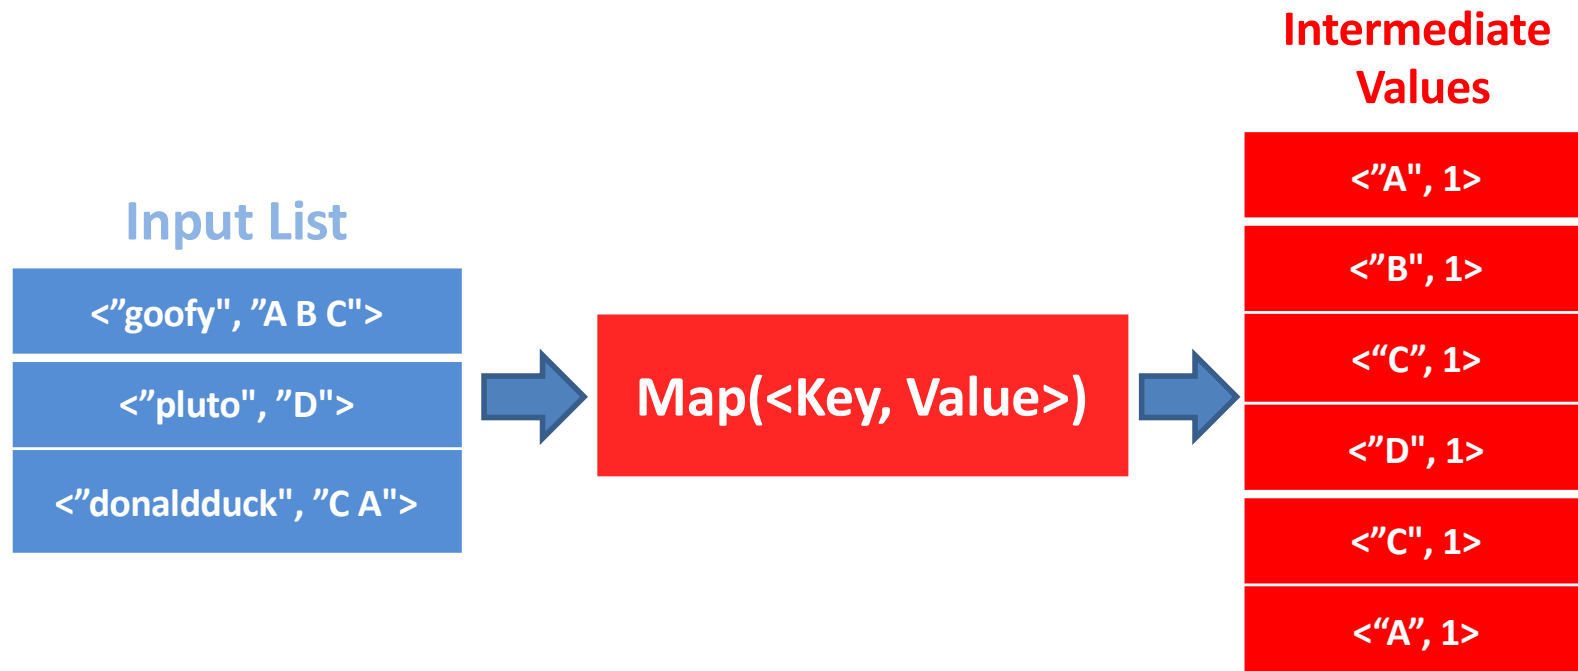 Input List
<”goofy", ”A B C">
<”pluto", ”D">
<”donaldduck", ”C A">
Map(<Key, Value>)
Intermediate
Values
<”A", 1>
<”B", 1>
<“C”, 1>
<”D", 1>
<”C", 1>
<“A”, 1>